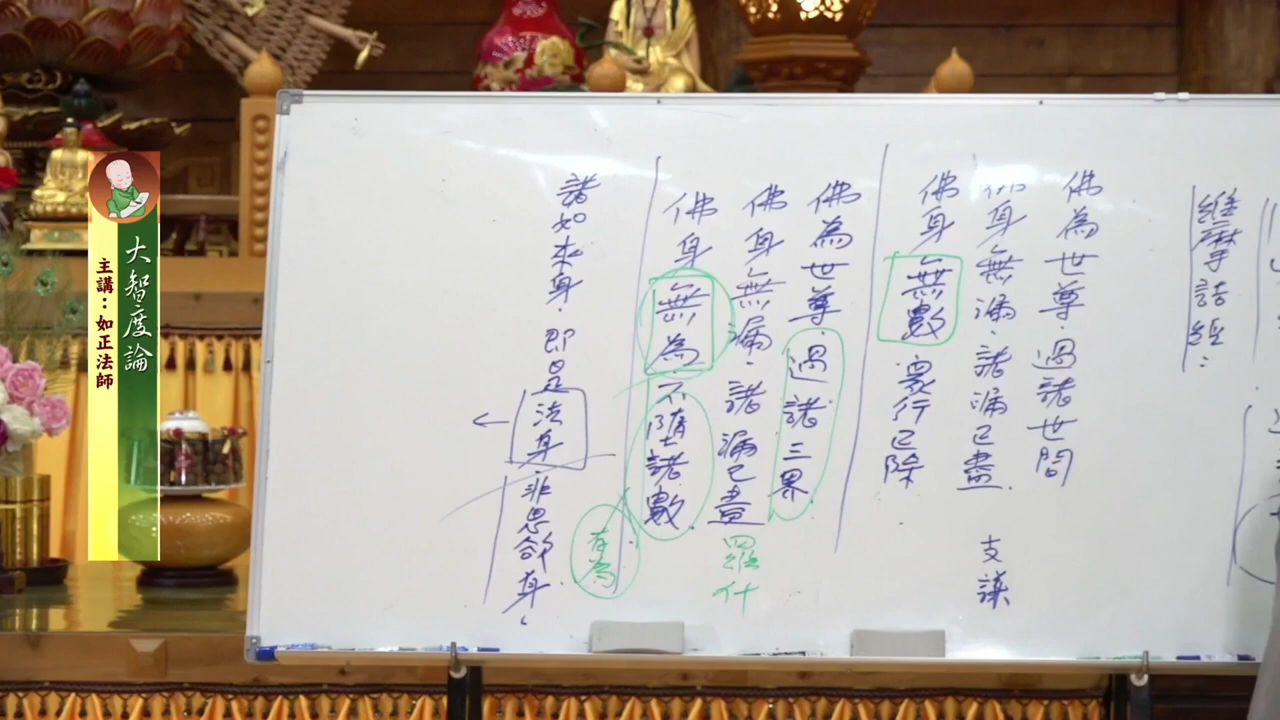 大智度論
主講：如正法師
維摩詰經：
佛為世尊．過諸世間
佛身無漏．諸漏已盡．
佛身無數．眾行已除
支謙
佛為世尊．過諸三界
佛身無漏．諸漏已盡
羅什
佛身無為．不墮諸數．
有為
諸如來身．即是法身．非思欲身．